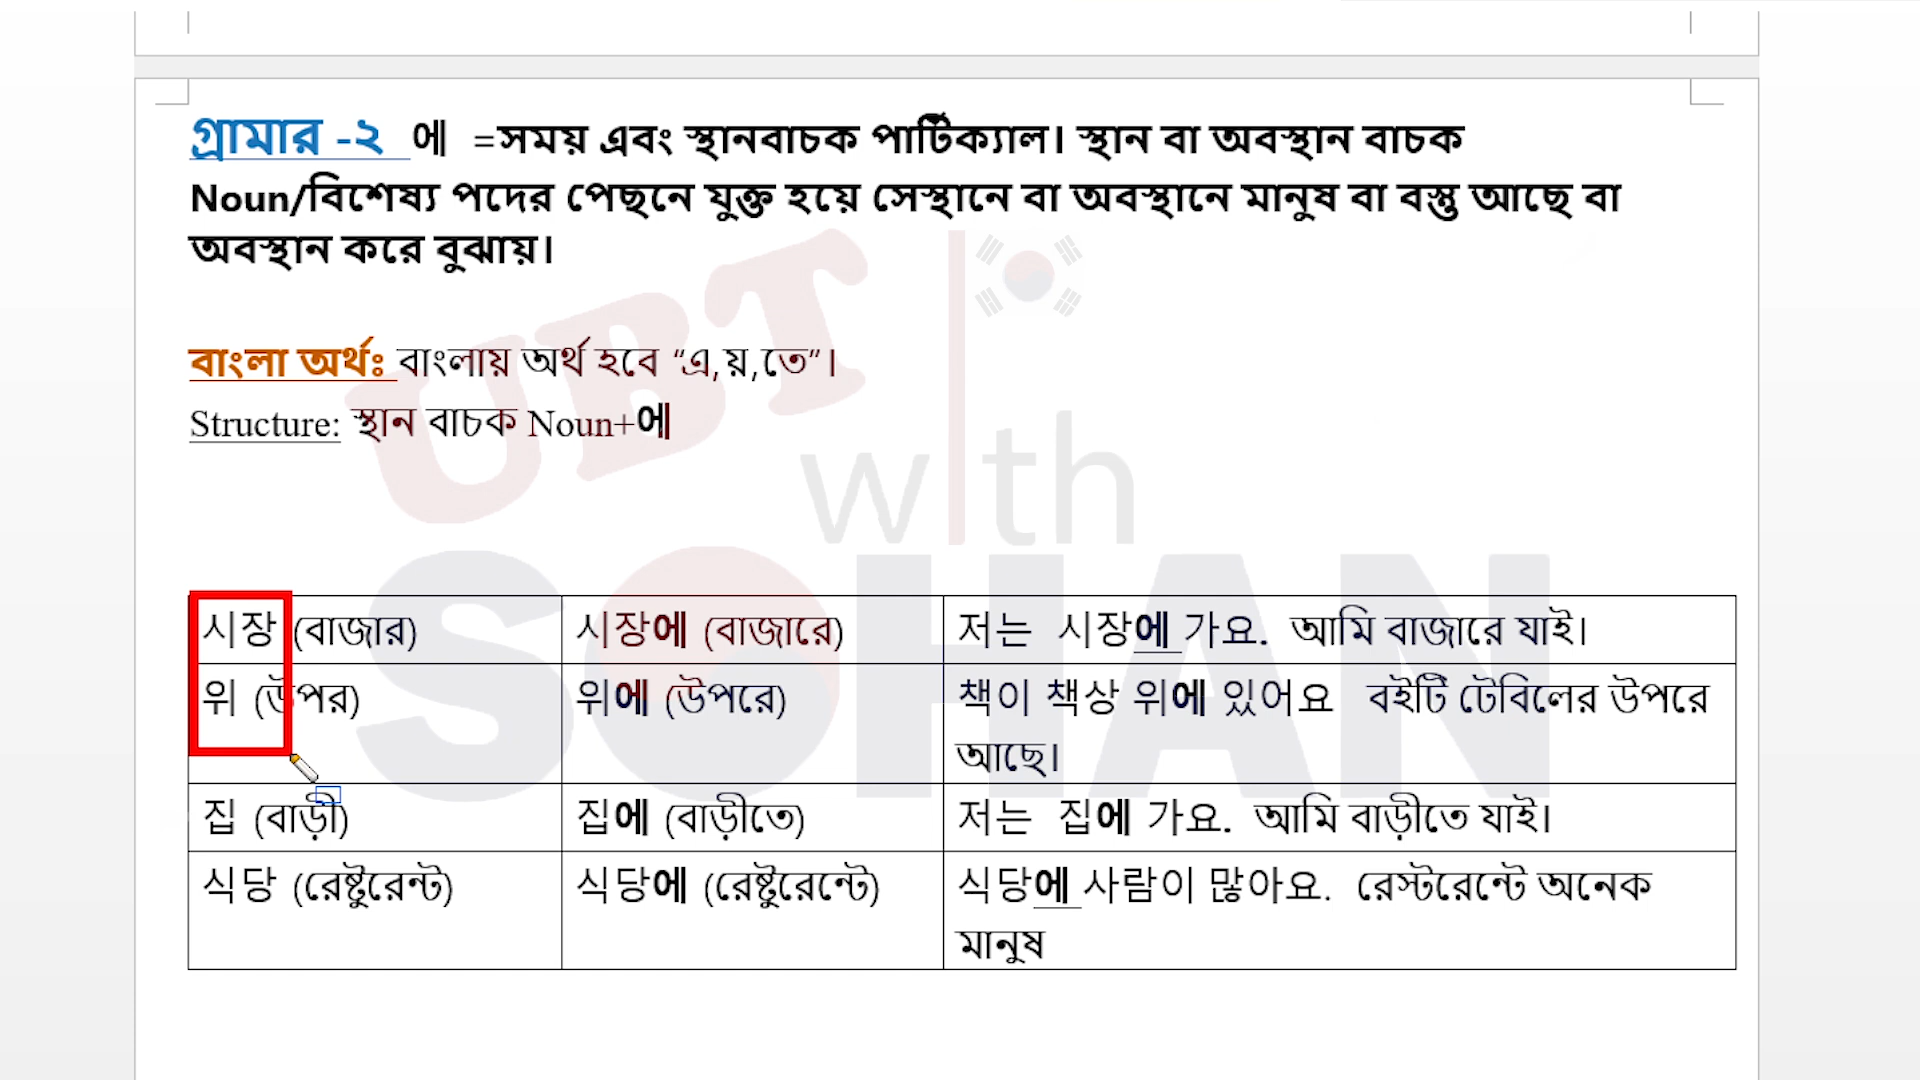 গ্রামার -২ 에 =সময় এবং স্থানবাচক পার্টিক্যাল। স্থান বা অবস্থান বাচক
Noun/বিশেষ্য পদের পেছনে যুক্ত হয়ে সেস্থানে বা অবস্থানে মানুষ বা বস্তু আছে বা
অবস্থান করে বুঝায়।
বাংলা অর্থঃ বাংলায় অর্থ হবে “এ,য়,তে”।
Structure: স্থান বাচক Noun+에
UBT
with
SOHAN
시장 (বাজার) 시장에 (বাজারে) 저는 시장에 가요. আমি বাজারে যাই।
위 (উপর) 위에 (উপরে) 책이 책상 위에 있어요 বইটি টেবিলের উপরে
আছে।
집 (বাড়ী) 집에 (বাড়ীতে) 저는 집에 가요. আমি বাড়ীতে যাই।
식당 (রেষ্টুরেন্ট) 식당에 (রেষ্টুরেন্টে) 식당에 사람이 많아요. রেস্টরেন্টে অনেক
মানুষ